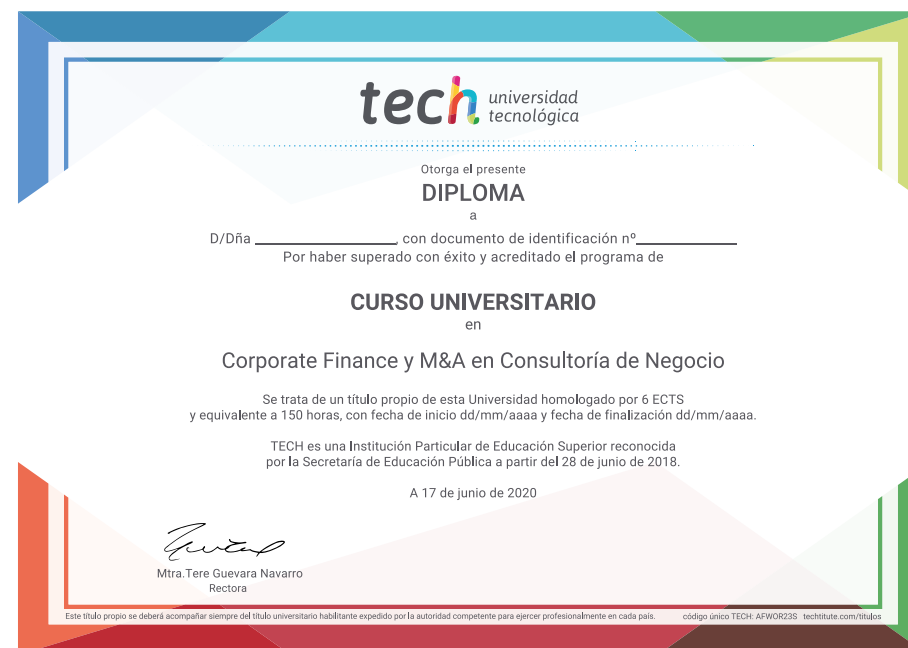 tech universidad
tecnológica
Otorga el presente
DIPLOMA
a
D/Dña ____________________, con documento de identificación nº______________
Por haber superado con éxito y acreditado el programa de
CURSO UNIVERSITARIO
en
Corporate Finance y M&A en Consultoría de Negocio
Se trata de un título propio de esta Universidad homologado por 6 ECTS
y equivalente a 150 horas, con fecha de inicio dd/mm/aaaa y fecha de finalización dd/mm/aaaa.
TECH es una Institución Particular de Educación Superior reconocida
por la Secretaría de Educación Pública a partir del 28 de junio de 2018.
A 17 de junio de 2020
Mtra.Tere Guevara Navarro
Rectora
Este título propio se deberá acompañar siempre del título universitario habilitante expedido por la autoridad competente para ejercer profesionalmente en cada país. código único TECH: AFWOR23S techtitute.com/titulos